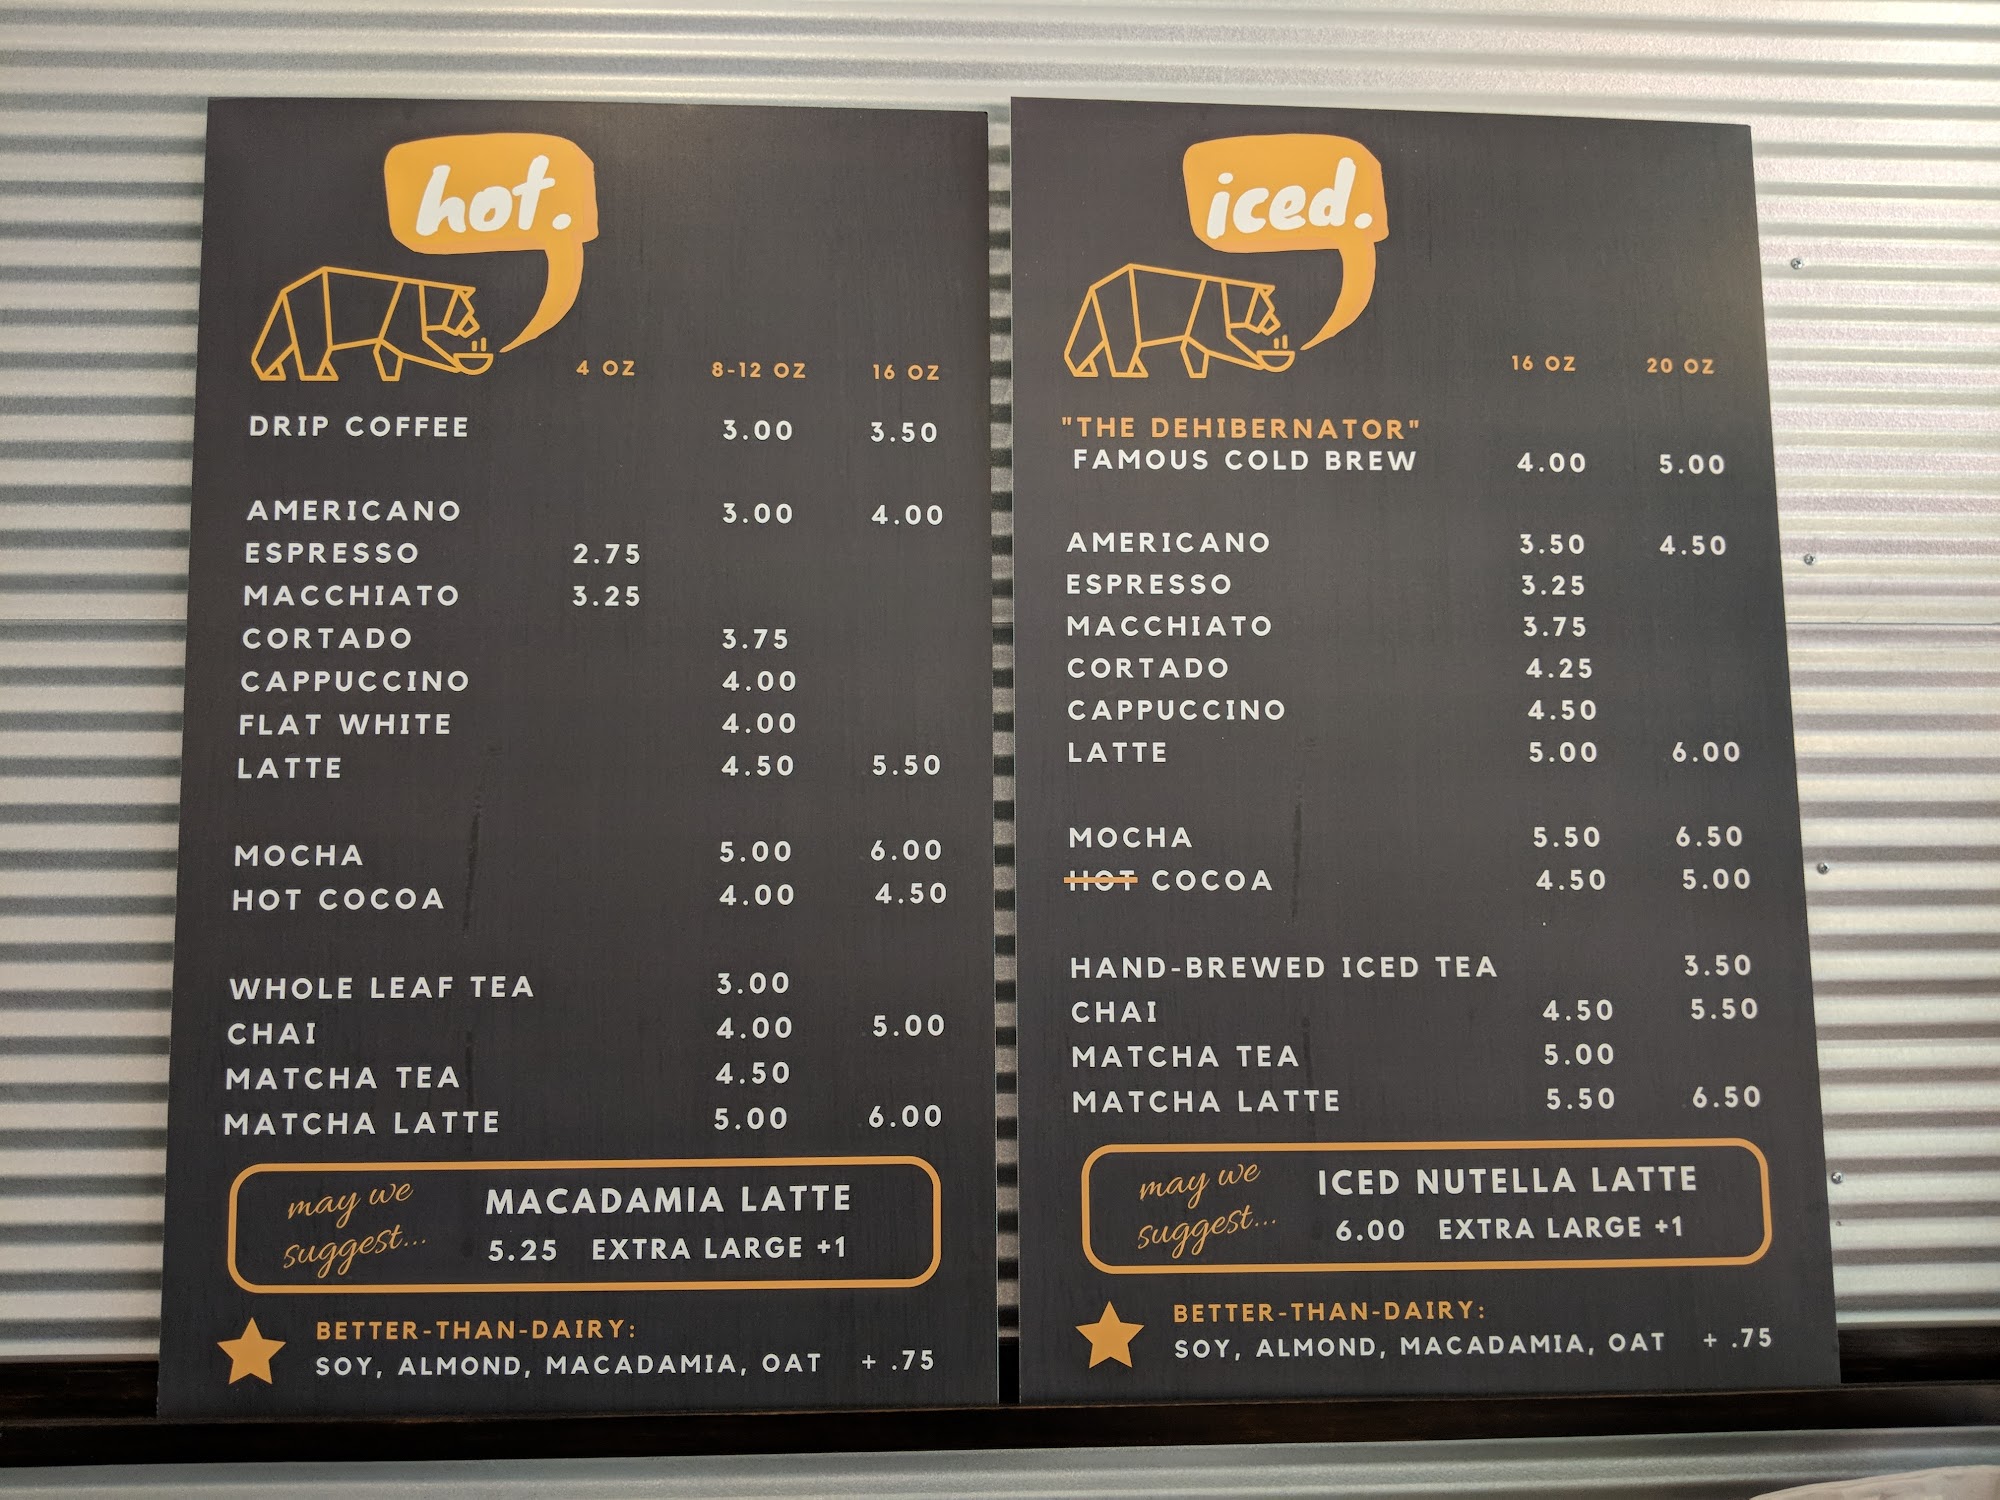 hot.
4 OZ 8-12 OZ 16 OZ
DRIP COFFEE 3.00 3.50
AMERICANO 3.00 4.00
ESPRESSO 2.75
MACCHIATO 3.25
CORTADO 3.75
CAPPUCCINO 4.00
FLAT WHITE 4.00
LATTE 4.50 5.50
MOCHA 5.00 6.00
HOT COCOA 4.00 4.50
WHOLE LEAF TEA 3.00
CHAI 4.00 5.00
MATCHA TEA 4.50
MATCHA LATTE 5.00 6.00
may we
suggest...
MACADAMIA LATTE
5.25 EXTRA LARGE +1
BETTER-THAN-DAIRY:
SOY, ALMOND, MACADAMIA, OAT + .75
iced.
16 OZ 20 OZ
"THE DEHIBERNATOR"
FAMOUS COLD BREW 4.00 5.00
AMERICANO 3.50 4.50
ESPRESSO 3.25
MACCHIATO 3.75
CORTADO 4.25
CAPPUCCINO 4.50
LATTE 5.00 6.00
MOCHA 5.50 6.50
HOT COCOA 4.50 5.00
HAND-BREWED ICED TEA 3.50
CHAI 4.50 5.50
MATCHA TEA 5.00
MATCHA LATTE 5.50 6.50
may we
suggest...
ICED NUTELLA LATTE
6.00 EXTRA LARGE +1
BETTER-THAN-DAIRY:
SOY, ALMOND, MACADAMIA, OAT + .75